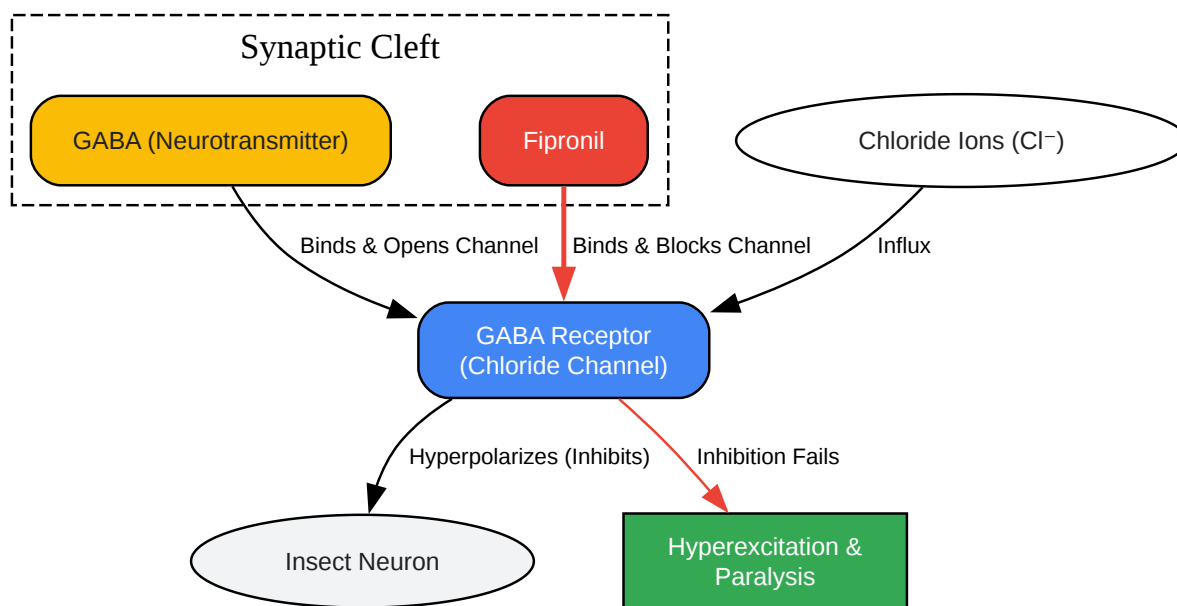 Synaptic Cleft
GABA (Neurotransmitter)
Fipronil
Chloride Ions (Cl⁻)
Binds & Opens Channel
Binds & Blocks Channel
Influx
GABA Receptor
(Chloride Channel)
Hyperpolarizes (Inhibits)
Inhibition Fails
Insect Neuron
Hyperexcitation &
Paralysis